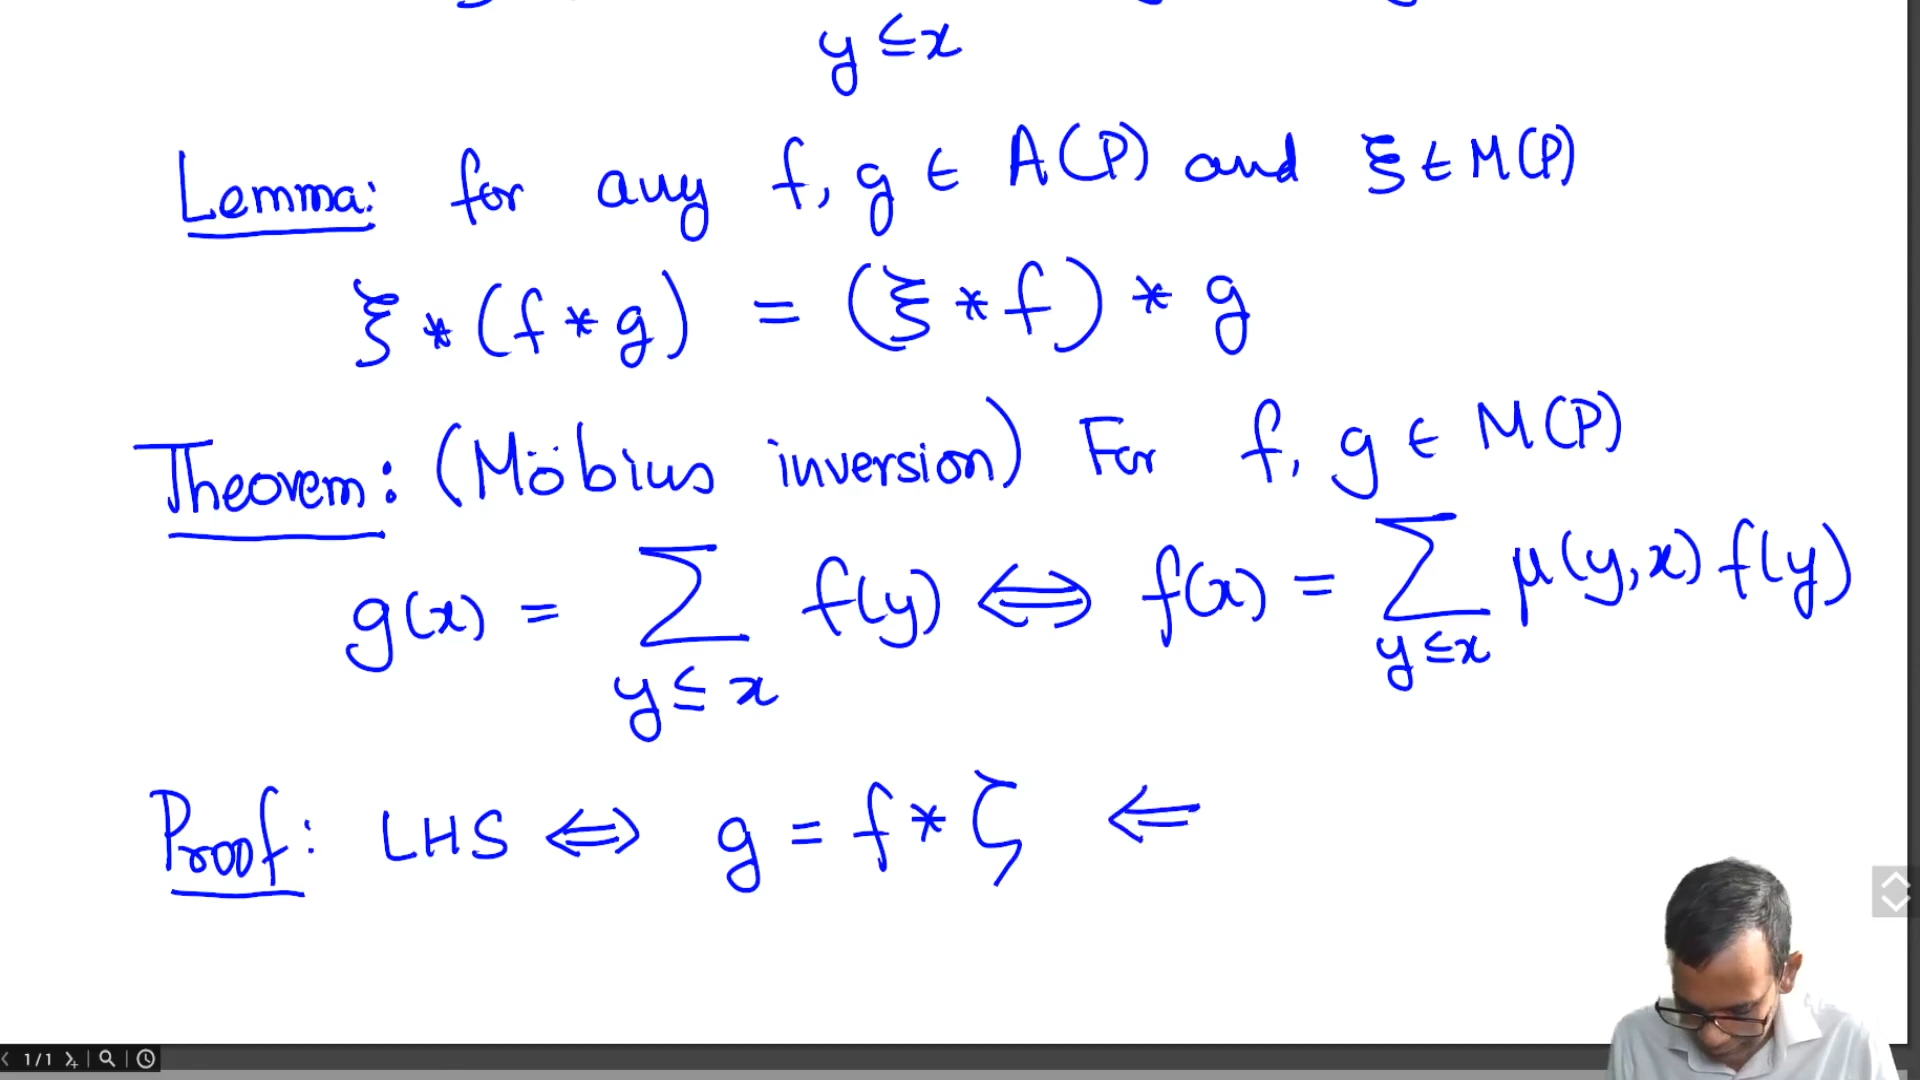 y ≤ x
Lemma: for any f, g ∈ A(P) and ξ ∈ M(P)
ξ * (f * g) = (ξ * f) * g
Theorem: (Möbius inversion) For f, g ∈ M(P)
g(x) = ∑ f(y) ⟺ f(x) = ∑ μ(y,x) f(y)
y ≤ x y ≤ x
Proof: LHS ⟺ g = f * ζ ⟸
1/1